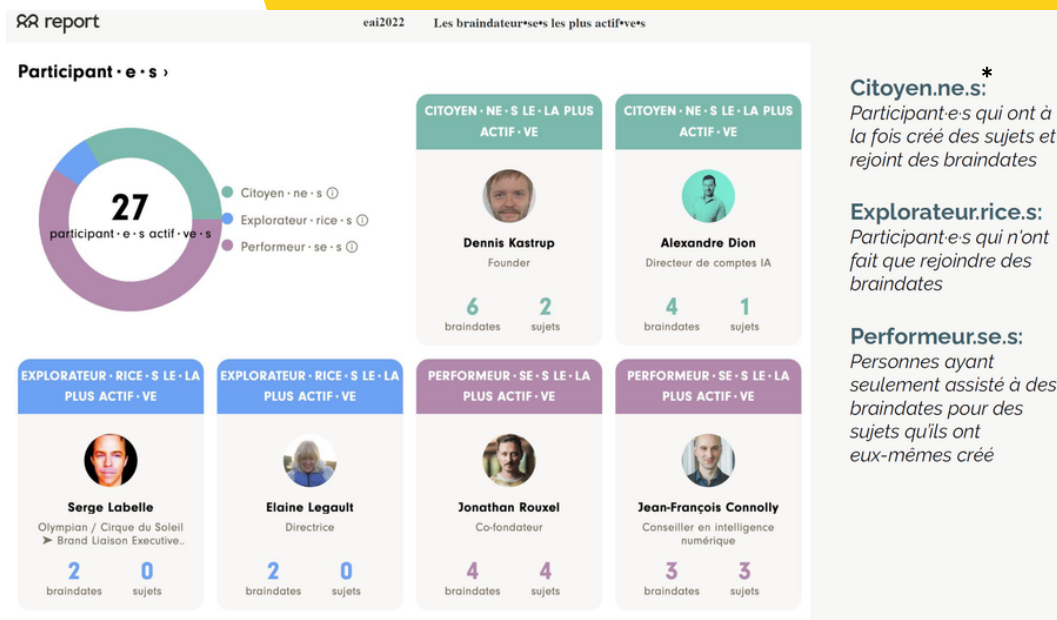 report
eai2022 Les braindateur•se•s les plus actif•ve•s
Participant · e · s ›
27
participant · e · s actif · ve · s
Citoyen · ne · s
Explorateur · rice · s
Performeur · se · s
CITOYEN · NE · S LE · LA PLUS
ACTIF · VE
Dennis Kastrup
Founder
6 2
braindates sujets
CITOYEN · NE · S LE · LA PLUS
ACTIF · VE
Alexandre Dion
Directeur de comptes IA
4 1
braindates sujets
EXPLORATEUR · RICE · S LE · LA
PLUS ACTIF · VE
Serge Labelle
Olympian / Cirque du Soleil
➤ Brand Liaison Executive..
2 0
braindates sujets
EXPLORATEUR · RICE · S LE · LA
PLUS ACTIF · VE
Elaine Legault
Directrice
2 0
braindates sujets
PERFORMEUR · SE · S LE · LA
PLUS ACTIF · VE
Jonathan Rouxel
Co-fondateur
4 4
braindates sujets
PERFORMEUR · SE · S LE · LA
PLUS ACTIF · VE
Jean-François Connolly
Conseiller en intelligence
numérique
3 3
braindates sujets
*
Citoyen.ne.s:
Participant·e·s qui ont à
la fois créé des sujets et
rejoint des braindates
Explorateur.rice.s:
Participant·e·s qui n'ont
fait que rejoindre des
braindates
Performeur.se.s:
Personnes ayant
seulement assisté à des
braindates pour des
sujets qu'ils ont
eux-mêmes créé